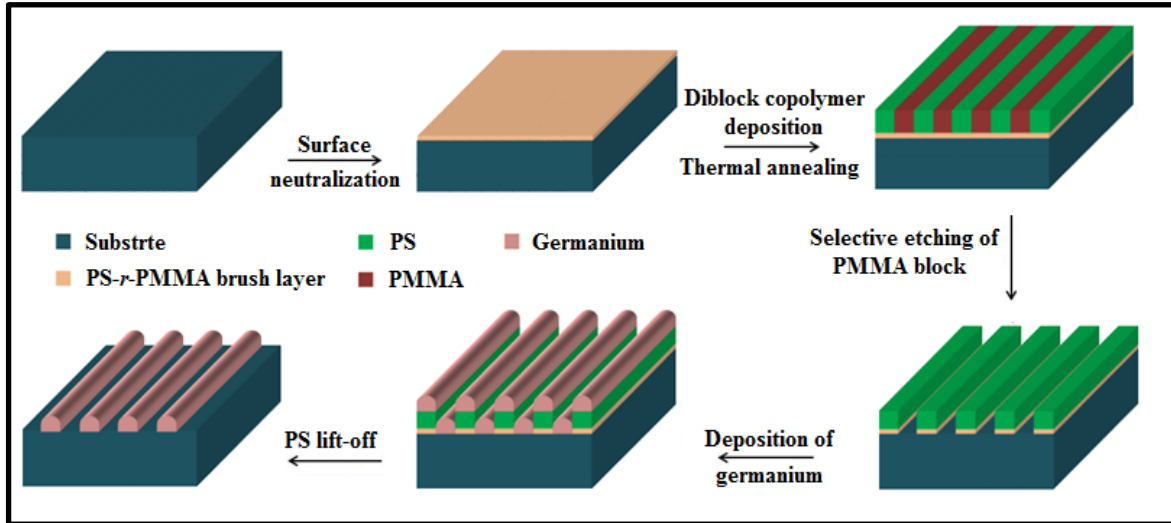 Surface
neutralization
Diblock copolymer
deposition
Thermal annealing
Substrte
PS
Germanium
PS-r-PMMA brush layer
PMMA
Selective etching of
PMMA block
PS lift-off
Deposition of
germanium